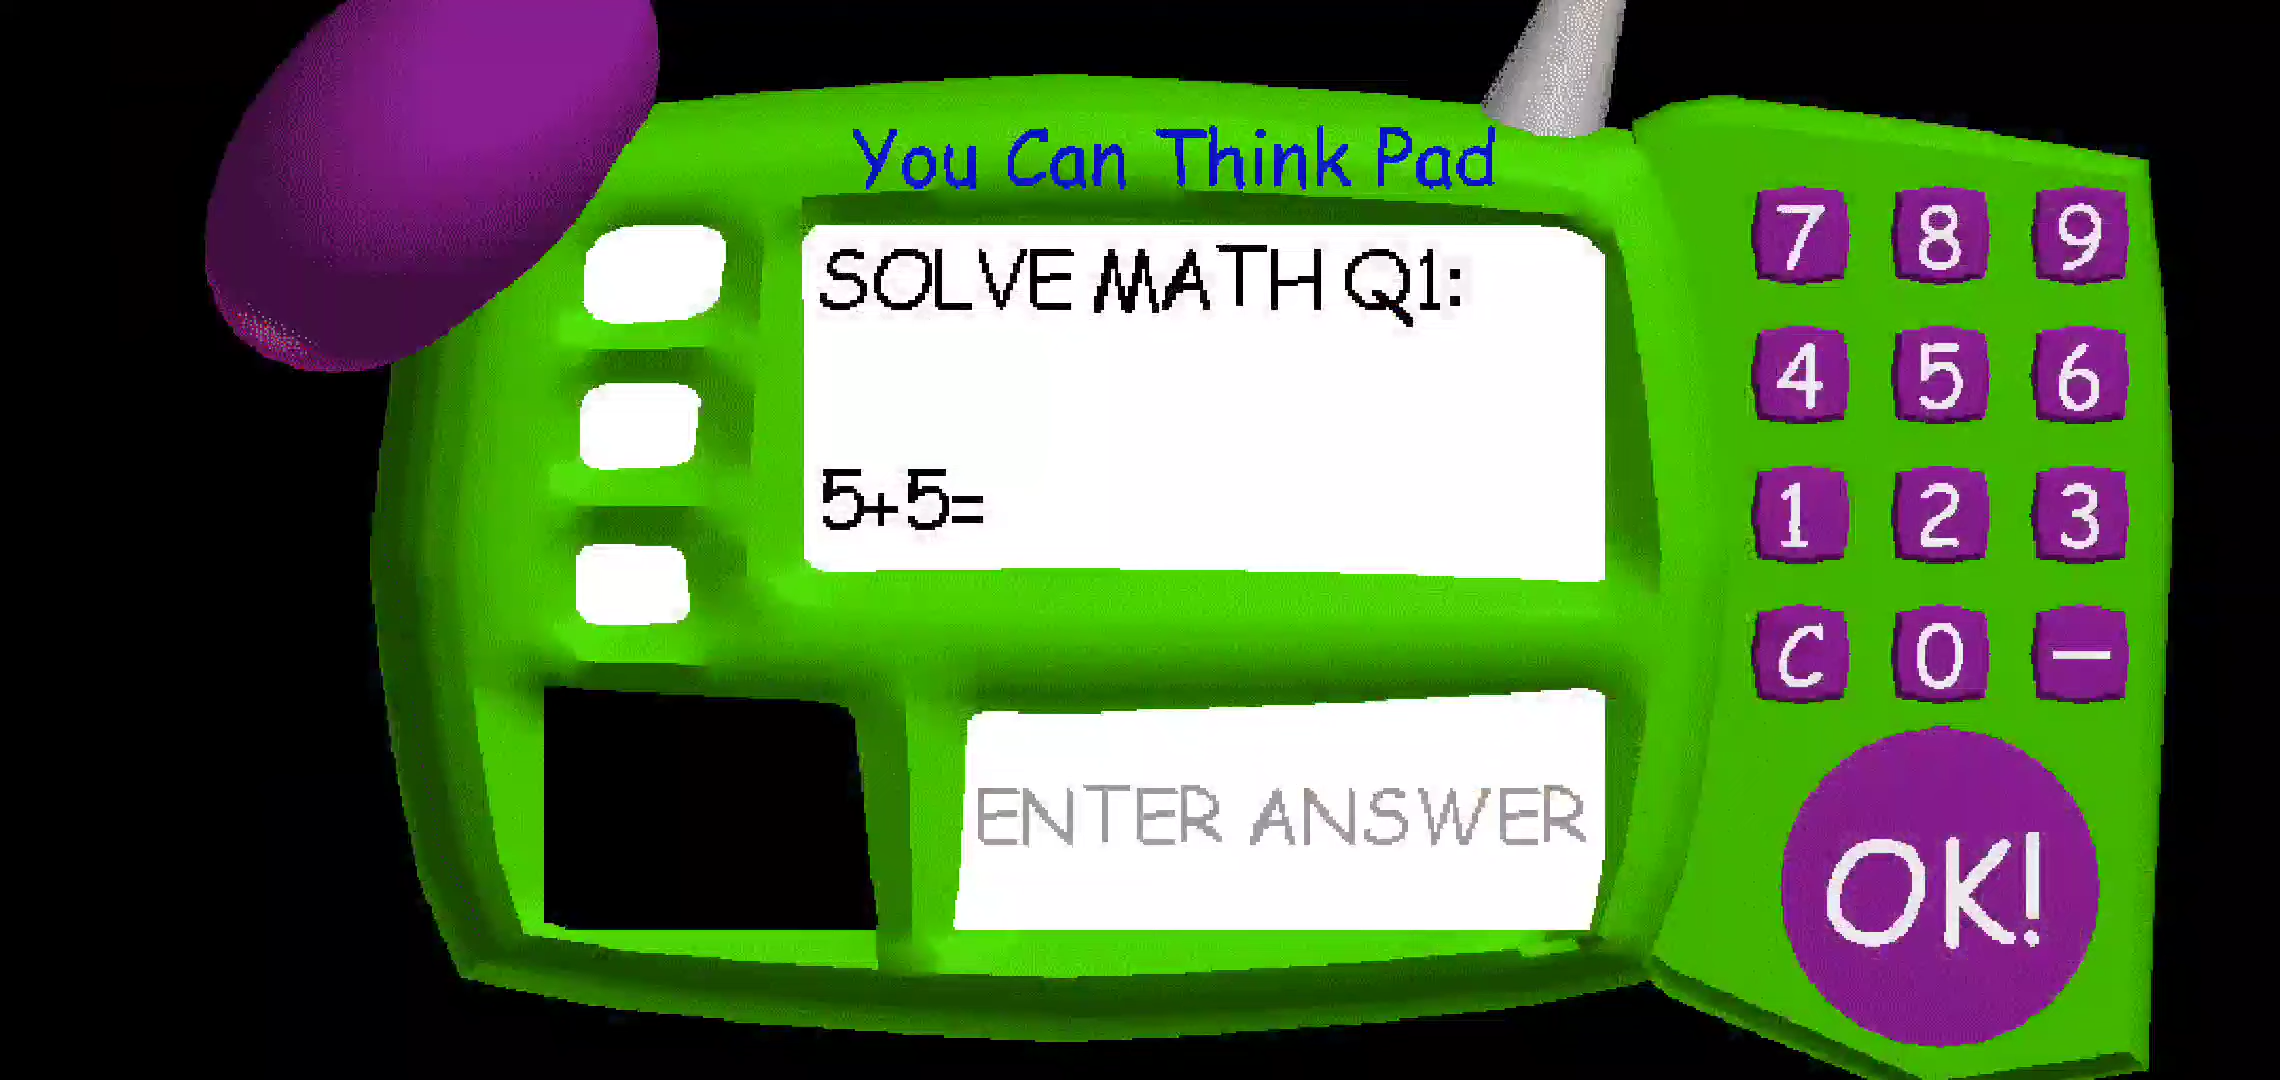 You Can Think Pad
SOLVE MATH Q1:
5+5=
ENTER ANSWER
7 8 9
4 5 6
1 2 3
C 0 −
OK!